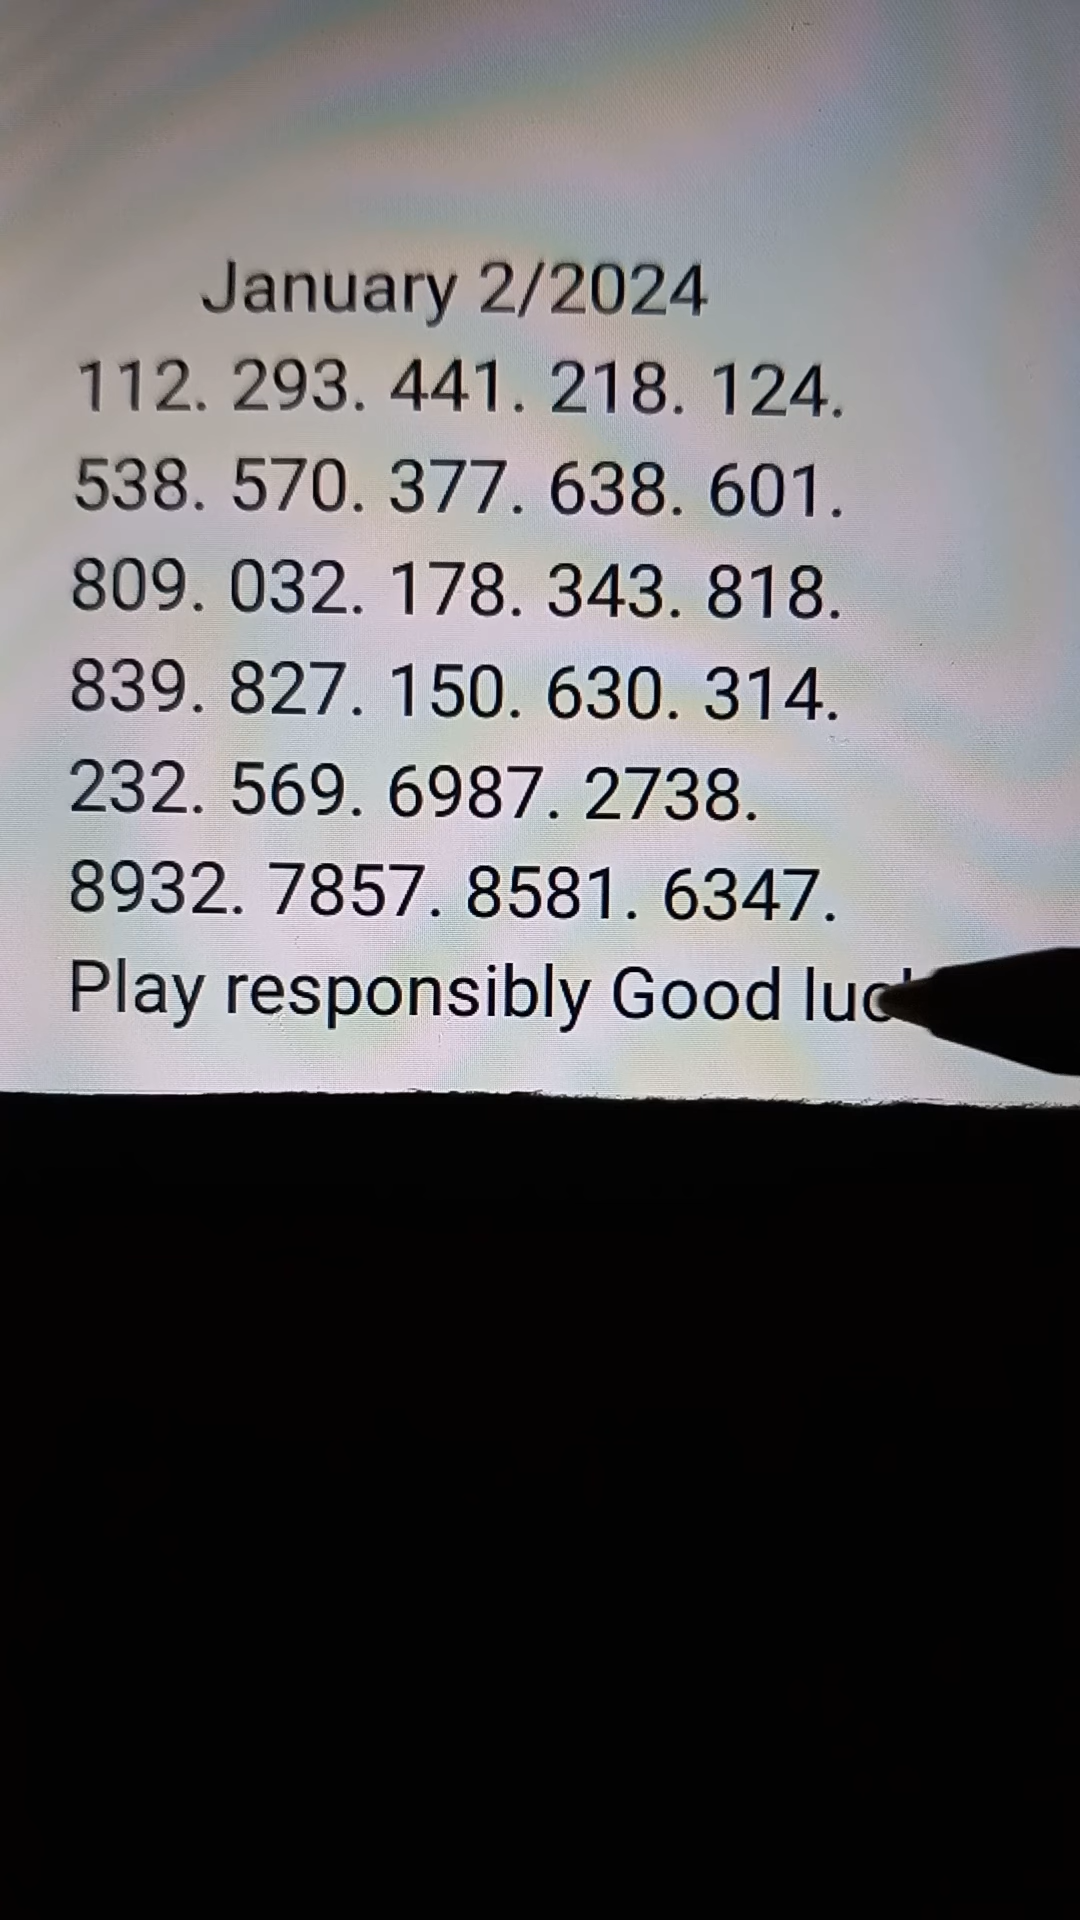 January 2/2024
112. 293. 441. 218. 124.
538. 570. 377. 638. 601.
809. 032. 178. 343. 818.
839. 827. 150. 630. 314.
232. 569. 6987. 2738.
8932. 7857. 8581. 6347.
Play responsibly Good